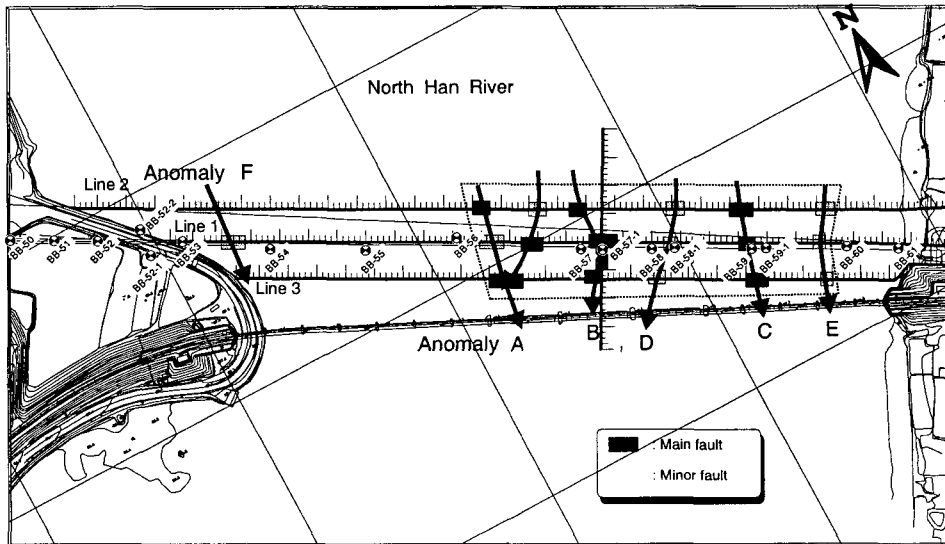 N
North Han River
Anomaly F
Line 2
BB-52-2
Line 1
BB-50
BB-51
BB-52
BB-52-1
BB-53
BB-54
BB-55
BB-56
BB-57
BB-57-1
BB-58
BB-58-1
BB-59
BB-59-1
BB-60
BB-61
Line 3
Anomaly A
B
D
C
E
: Main fault
: Minor fault